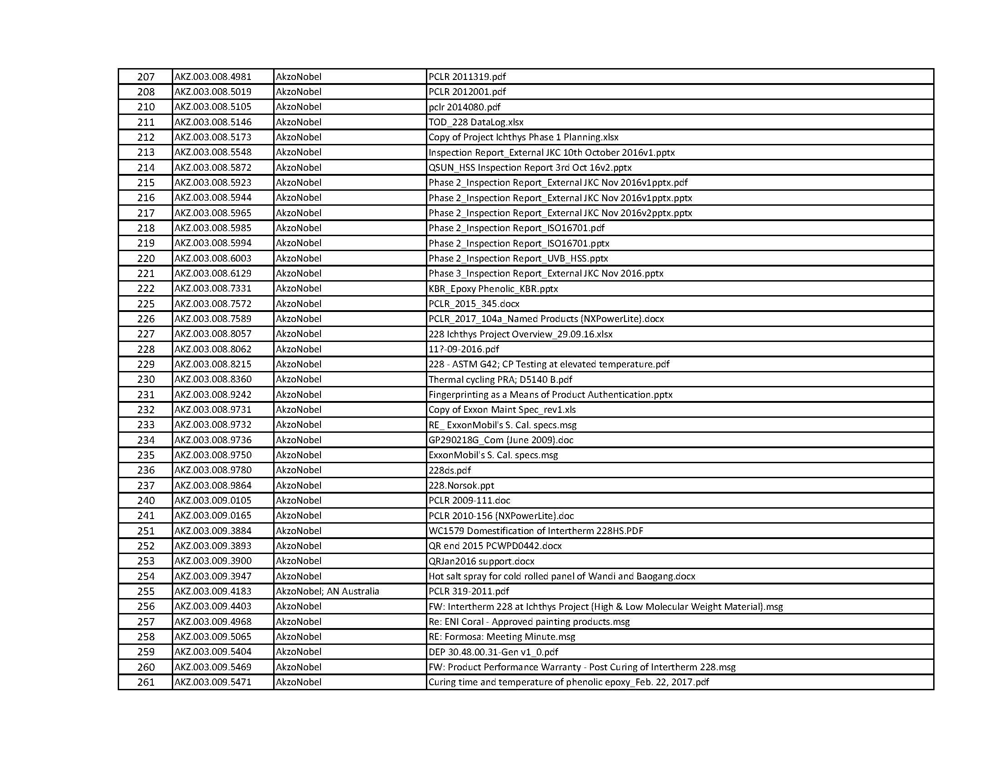 207 AKZ.003.008.4981 AkzoNobel PCLR 2011319.pdf
208 AKZ.003.008.5019 AkzoNobel PCLR 2012001.pdf
210 AKZ.003.008.5105 AkzoNobel pclr 2014080.pdf
211 AKZ.003.008.5146 AkzoNobel TOD_228 DataLog.xlsx
212 AKZ.003.008.5173 AkzoNobel Copy of Project Ichthys Phase 1 Planning.xlsx
213 AKZ.003.008.5548 AkzoNobel Inspection Report_External JKC 10th October 2016v1.pptx
214 AKZ.003.008.5872 AkzoNobel QSUN_HSS Inspection Report 3rd Oct 16v2.pptx
215 AKZ.003.008.5923 AkzoNobel Phase 2_Inspection Report_External JKC Nov 2016v1pptx.pdf
216 AKZ.003.008.5944 AkzoNobel Phase 2_Inspection Report_External JKC Nov 2016v1pptx.pptx
217 AKZ.003.008.5965 AkzoNobel Phase 2_Inspection Report_External JKC Nov 2016v2pptx.pptx
218 AKZ.003.008.5985 AkzoNobel Phase 2_Inspection Report_ISO16701.pdf
219 AKZ.003.008.5994 AkzoNobel Phase 2_Inspection Report_ISO16701.pptx
220 AKZ.003.008.6003 AkzoNobel Phase 2_Inspection Report_UVB_HSS.pptx
221 AKZ.003.008.6129 AkzoNobel Phase 3_Inspection Report_External JKC Nov 2016.pptx
222 AKZ.003.008.7331 AkzoNobel KBR_Epoxy Phenolic_KBR.pptx
225 AKZ.003.008.7572 AkzoNobel PCLR_2015_345.docx
226 AKZ.003.008.7589 AkzoNobel PCLR_2017_104a_Named Products (NXPowerLite).docx
227 AKZ.003.008.8057 AkzoNobel 228 Ichthys Project Overview_29.09.16.xlsx
228 AKZ.003.008.8062 AkzoNobel 11?-09-2016.pdf
229 AKZ.003.008.8215 AkzoNobel 228 - ASTM G42; CP Testing at elevated temperature.pdf
230 AKZ.003.008.8360 AkzoNobel Thermal cycling PRA; D5140 B.pdf
231 AKZ.003.008.9242 AkzoNobel Fingerprinting as a Means of Product Authentication.pptx
232 AKZ.003.008.9731 AkzoNobel Copy of Exxon Maint Spec_rev1.xls
233 AKZ.003.008.9732 AkzoNobel RE_ ExxonMobil's S. Cal. specs.msg
234 AKZ.003.008.9736 AkzoNobel GP290218G_Com (June 2009).doc
235 AKZ.003.008.9750 AkzoNobel ExxonMobil's S. Cal. specs.msg
236 AKZ.003.008.9780 AkzoNobel 228ds.pdf
237 AKZ.003.008.9864 AkzoNobel 228.Norsok.ppt
240 AKZ.003.009.0105 AkzoNobel PCLR 2009-111.doc
241 AKZ.003.009.0165 AkzoNobel PCLR 2010-156 (NXPowerLite).doc
251 AKZ.003.009.3884 AkzoNobel WC1579 Domestification of Intertherm 228HS.PDF
252 AKZ.003.009.3893 AkzoNobel QR end 2015 PCWPD0442.docx
253 AKZ.003.009.3900 AkzoNobel QRJan2016 support.docx
254 AKZ.003.009.3947 AkzoNobel Hot salt spray for cold rolled panel of Wandi and Baogang.docx
255 AKZ.003.009.4183 AkzoNobel; AN Australia PCLR 319-2011.pdf
256 AKZ.003.009.4403 AkzoNobel FW: Intertherm 228 at Ichthys Project (High & Low Molecular Weight Material).msg
257 AKZ.003.009.4968 AkzoNobel Re: ENI Coral - Approved painting products.msg
258 AKZ.003.009.5065 AkzoNobel RE: Formosa: Meeting Minute.msg
259 AKZ.003.009.5404 AkzoNobel DEP 30.48.00.31-Gen v1_0.pdf
260 AKZ.003.009.5469 AkzoNobel FW: Product Performance Warranty - Post Curing of Intertherm 228.msg
261 AKZ.003.009.5471 AkzoNobel Curing time and temperature of phenolic epoxy_Feb. 22, 2017.pdf